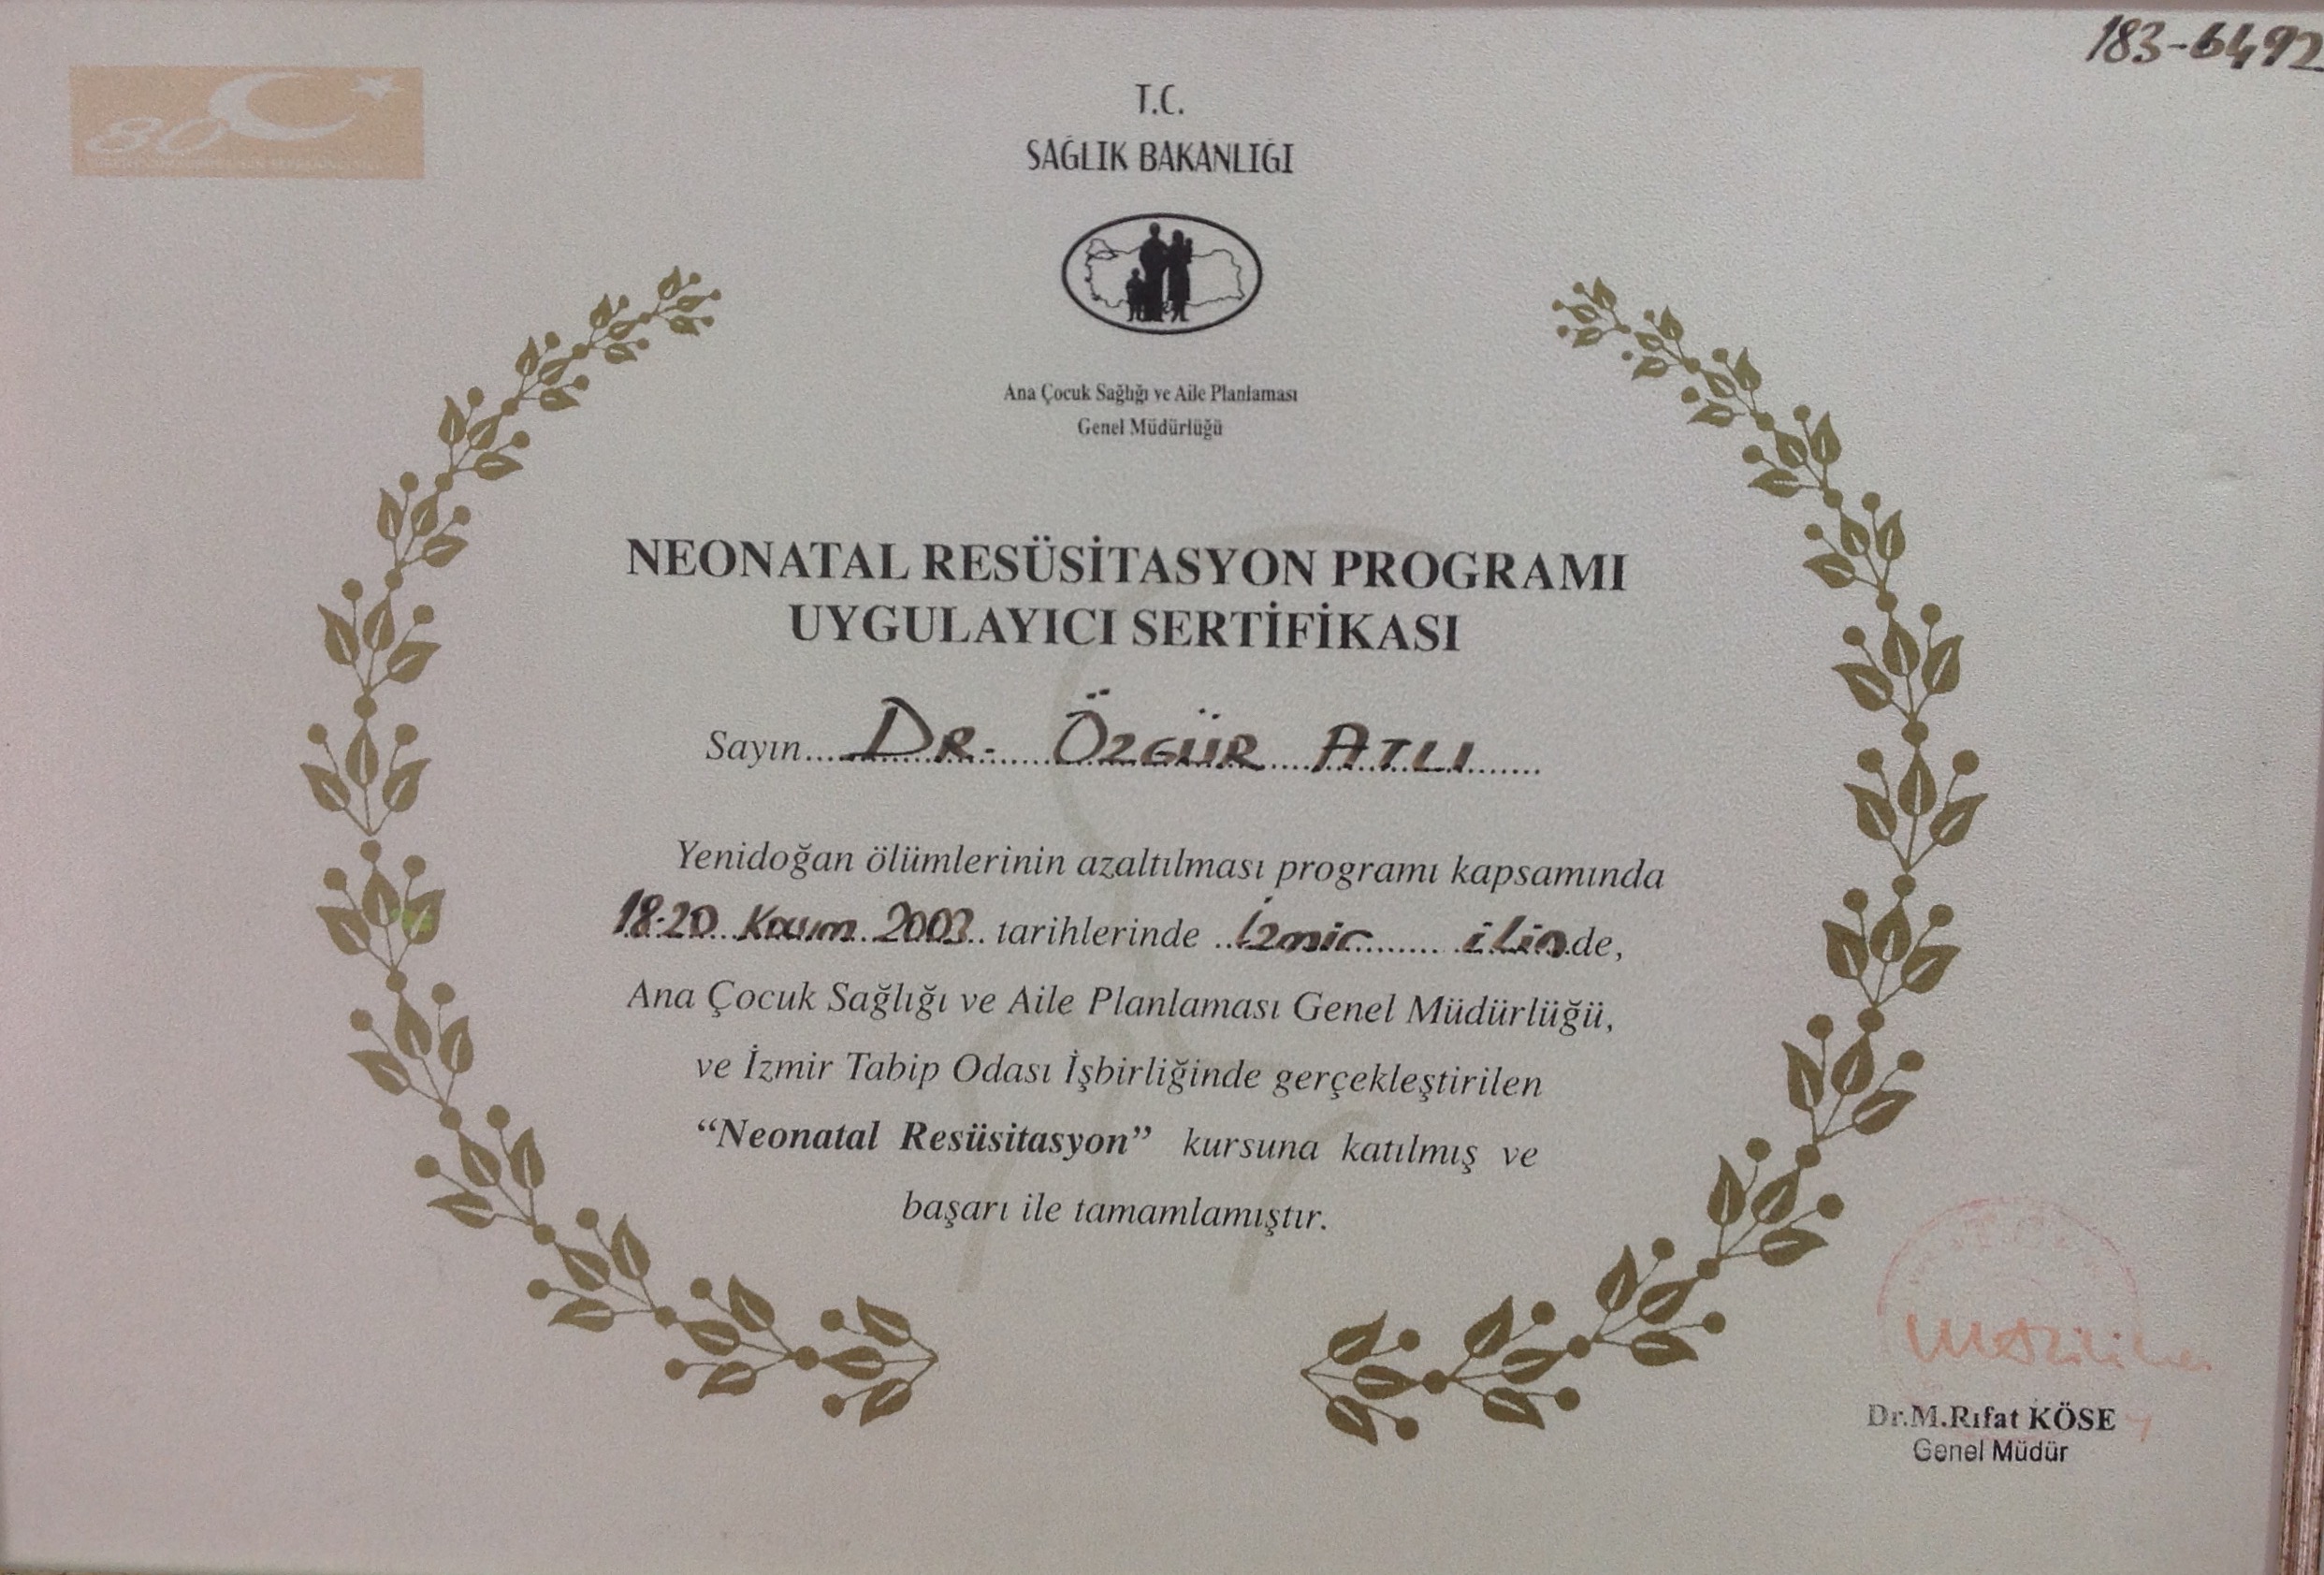 183-6492
80
T.C.
SAĞLIK BAKANLIĞI
Ana Çocuk Sağlığı ve Aile Planlaması
Genel Müdürlüğü
NEONATAL RESÜSİTASYON PROGRAMI
UYGULAYICI SERTİFİKASI
Sayın....DR. ÖZGÜR ATLI....
Yenidoğan ölümlerinin azaltılması programı kapsamında
18-20 Kasım 2003.. tarihlerinde ..İzmir........ ilinde,
Ana Çocuk Sağlığı ve Aile Planlaması Genel Müdürlüğü,
ve İzmir Tabip Odası İşbirliğinde gerçekleştirilen
“Neonatal Resüsitasyon” kursuna katılmış ve
başarı ile tamamlamıştır.
Dr.M.Rıfat KÖSE
Genel Müdür